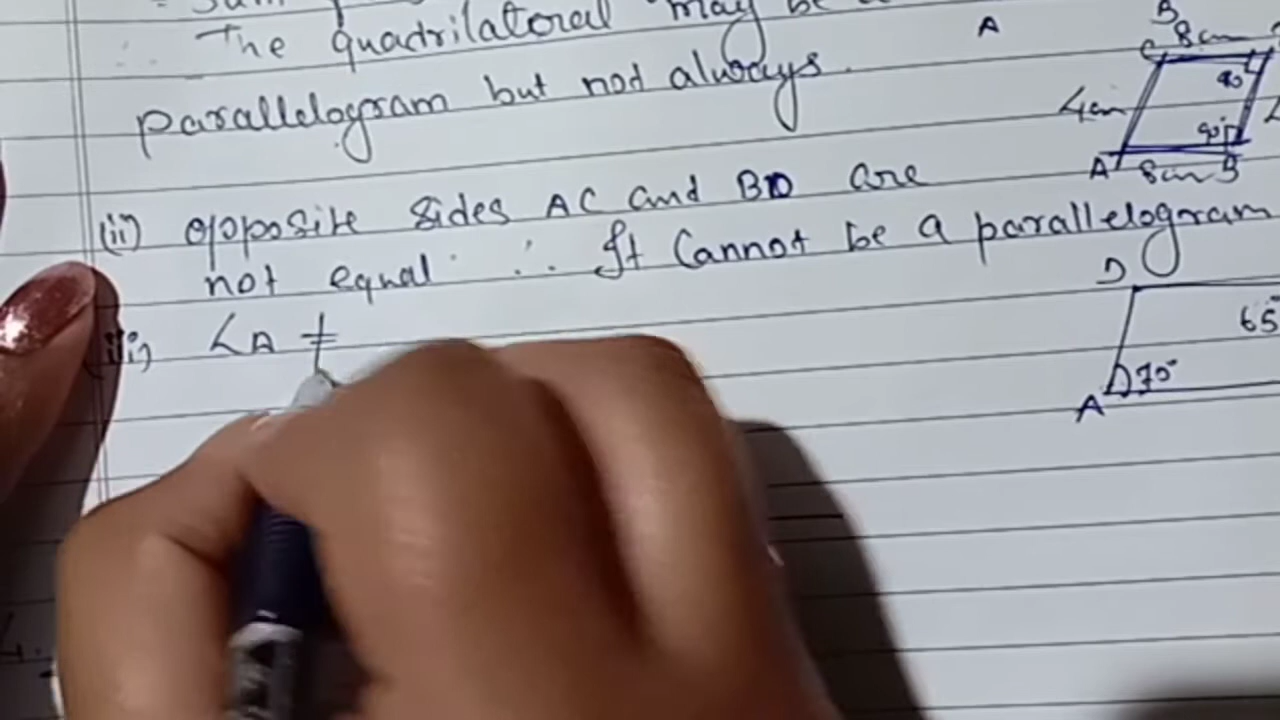 The quadrilatoral may be
parallelogram but not always.
(ii) opposite sides AC and BD are
not equal. ∴ It Cannot be a parallelogram
(iii) ∠A ≠
A
B
C 8cm
90°
4cm
90°
A 8cm B
D
65°
70°
A